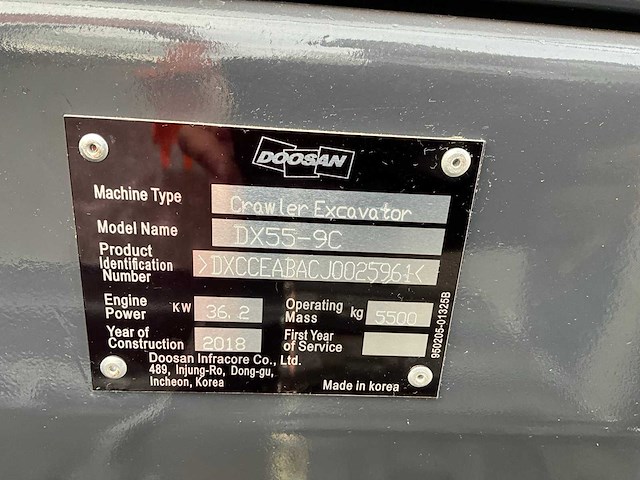 DOOSAN
Machine Type Crawler Excavator
Model Name DX55-9C
Product
Identification >DXCCEABACJ0025961<
Number
Engine Power KW 36.2 Operating Mass kg 5500
Year of Construction 2018 First Year of Service
Doosan Infracore Co., Ltd.
489, Injung-Ro, Dong-gu,
Incheon, Korea
Made in korea
950205-01325B